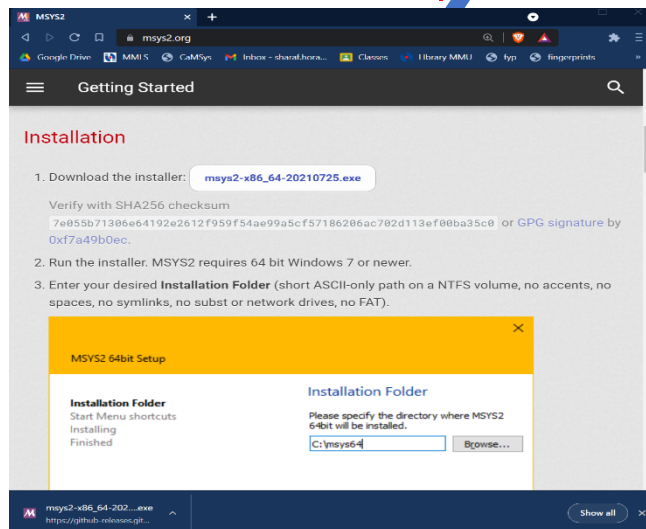 MSYS2
msys2.org
Google Drive MMLS CaMSys Inbox - sharaf.hora... Classes Library MMU fyp fingerprints »
Getting Started
Installation
1. Download the installer: msys2-x86_64-20210725.exe
Verify with SHA256 checksum
7e055b71306e64192e2612f959f54ae99a5cf57186206ac702d113ef00ba35c0 or GPG signature by
0xf7a49b0ec.
2. Run the installer. MSYS2 requires 64 bit Windows 7 or newer.
3. Enter your desired Installation Folder (short ASCII-only path on a NTFS volume, no accents, no
spaces, no symlinks, no subst or network drives, no FAT).
MSYS2 64bit Setup
Installation Folder
Start Menu shortcuts
Installing
Finished
Installation Folder
Please specify the directory where MSYS2
64bit will be installed.
C:\msys64 Browse...
msys2-x86_64-202....exe
https://github-releases.git...
Show all